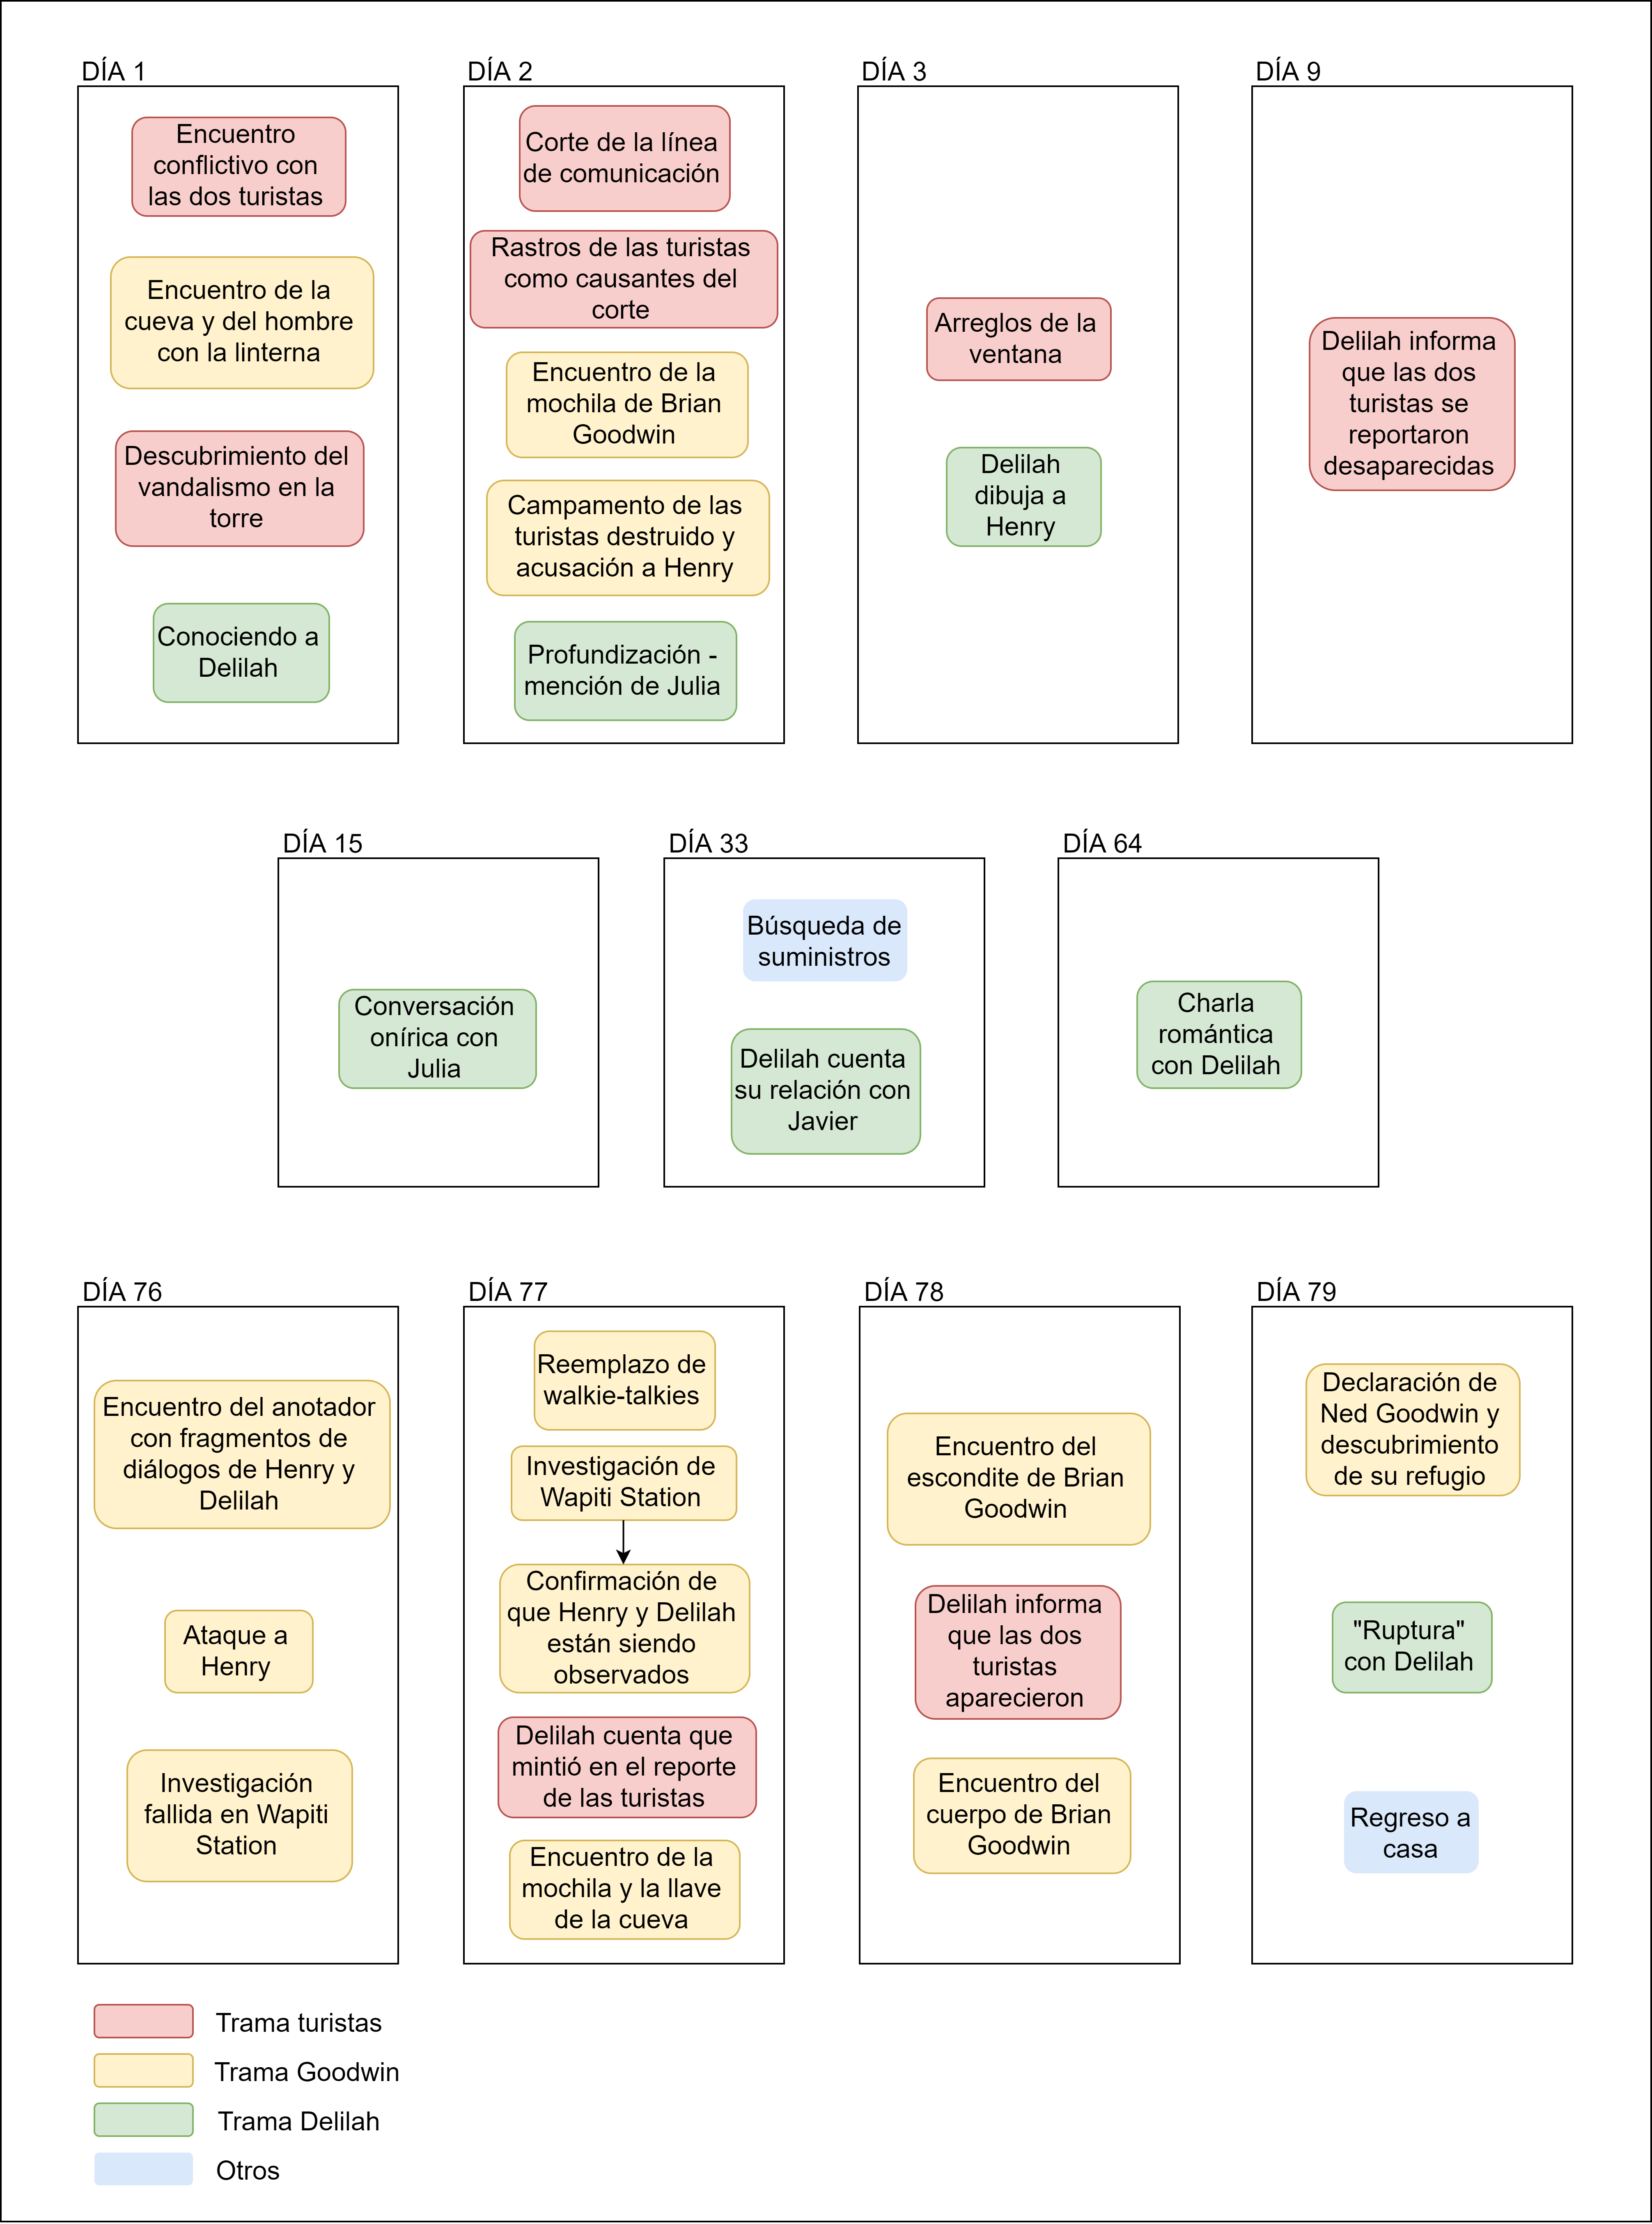 DÍA 1
Encuentro
conflictivo con
las dos turistas
Encuentro de la
cueva y del hombre
con la linterna
Descubrimiento del
vandalismo en la
torre
Conociendo a
Delilah
DÍA 2
Corte de la línea
de comunicación
Rastros de las turistas
como causantes del
corte
Encuentro de la
mochila de Brian
Goodwin
Campamento de las
turistas destruido y
acusación a Henry
Profundización -
mención de Julia
DÍA 3
Arreglos de la
ventana
Delilah
dibuja a
Henry
DÍA 9
Delilah informa
que las dos
turistas se
reportaron
desaparecidas
DÍA 15
Conversación
onírica con
Julia
DÍA 33
Búsqueda de
suministros
Delilah cuenta
su relación con
Javier
DÍA 64
Charla
romántica
con Delilah
DÍA 76
Encuentro del anotador
con fragmentos de
diálogos de Henry y
Delilah
Ataque a
Henry
Investigación
fallida en Wapiti
Station
DÍA 77
Reemplazo de
walkie-talkies
Investigación de
Wapiti Station
Confirmación de
que Henry y Delilah
están siendo
observados
Delilah cuenta que
mintió en el reporte
de las turistas
Encuentro de la
mochila y la llave
de la cueva
DÍA 78
Encuentro del
escondite de Brian
Goodwin
Delilah informa
que las dos
turistas
aparecieron
Encuentro del
cuerpo de Brian
Goodwin
DÍA 79
Declaración de
Ned Goodwin y
descubrimiento
de su refugio
"Ruptura"
con Delilah
Regreso a
casa
Trama turistas
Trama Goodwin
Trama Delilah
Otros